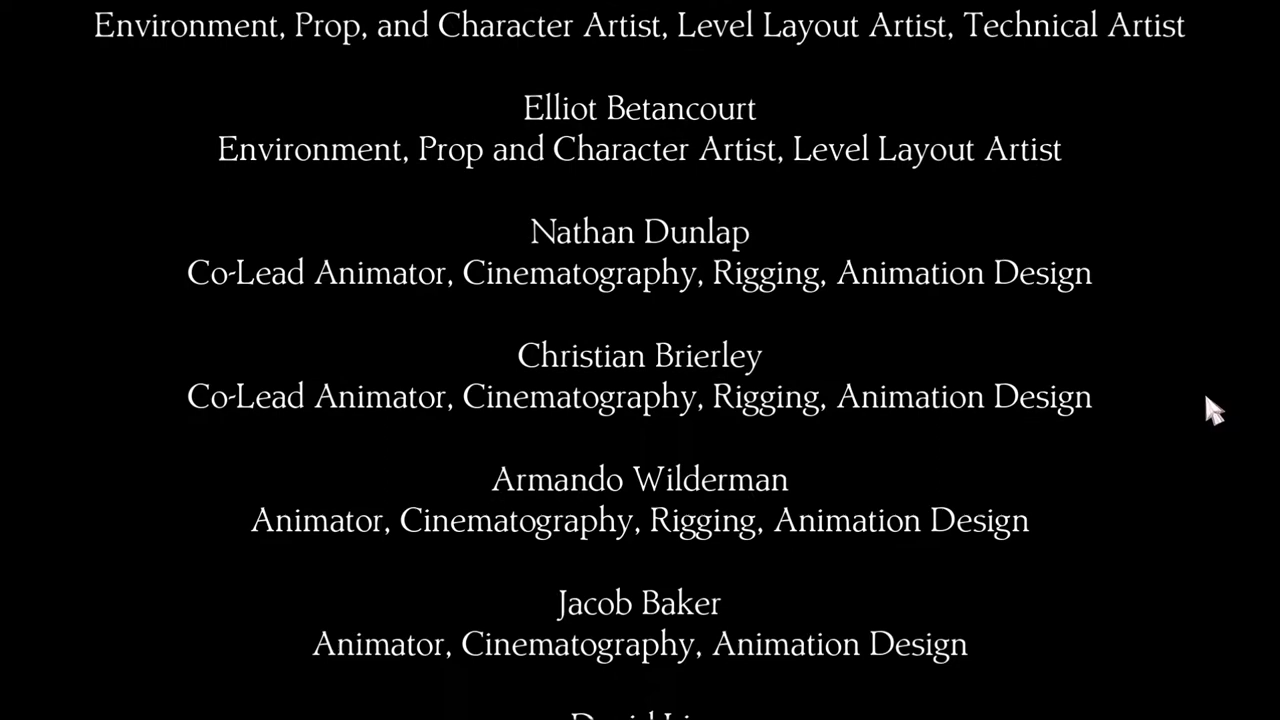 Environment, Prop, and Character Artist, Level Layout Artist, Technical Artist
Elliot Betancourt
Environment, Prop and Character Artist, Level Layout Artist
Nathan Dunlap
Co-Lead Animator, Cinematography, Rigging, Animation Design
Christian Brierley
Co-Lead Animator, Cinematography, Rigging, Animation Design
Armando Wilderman
Animator, Cinematography, Rigging, Animation Design
Jacob Baker
Animator, Cinematography, Animation Design